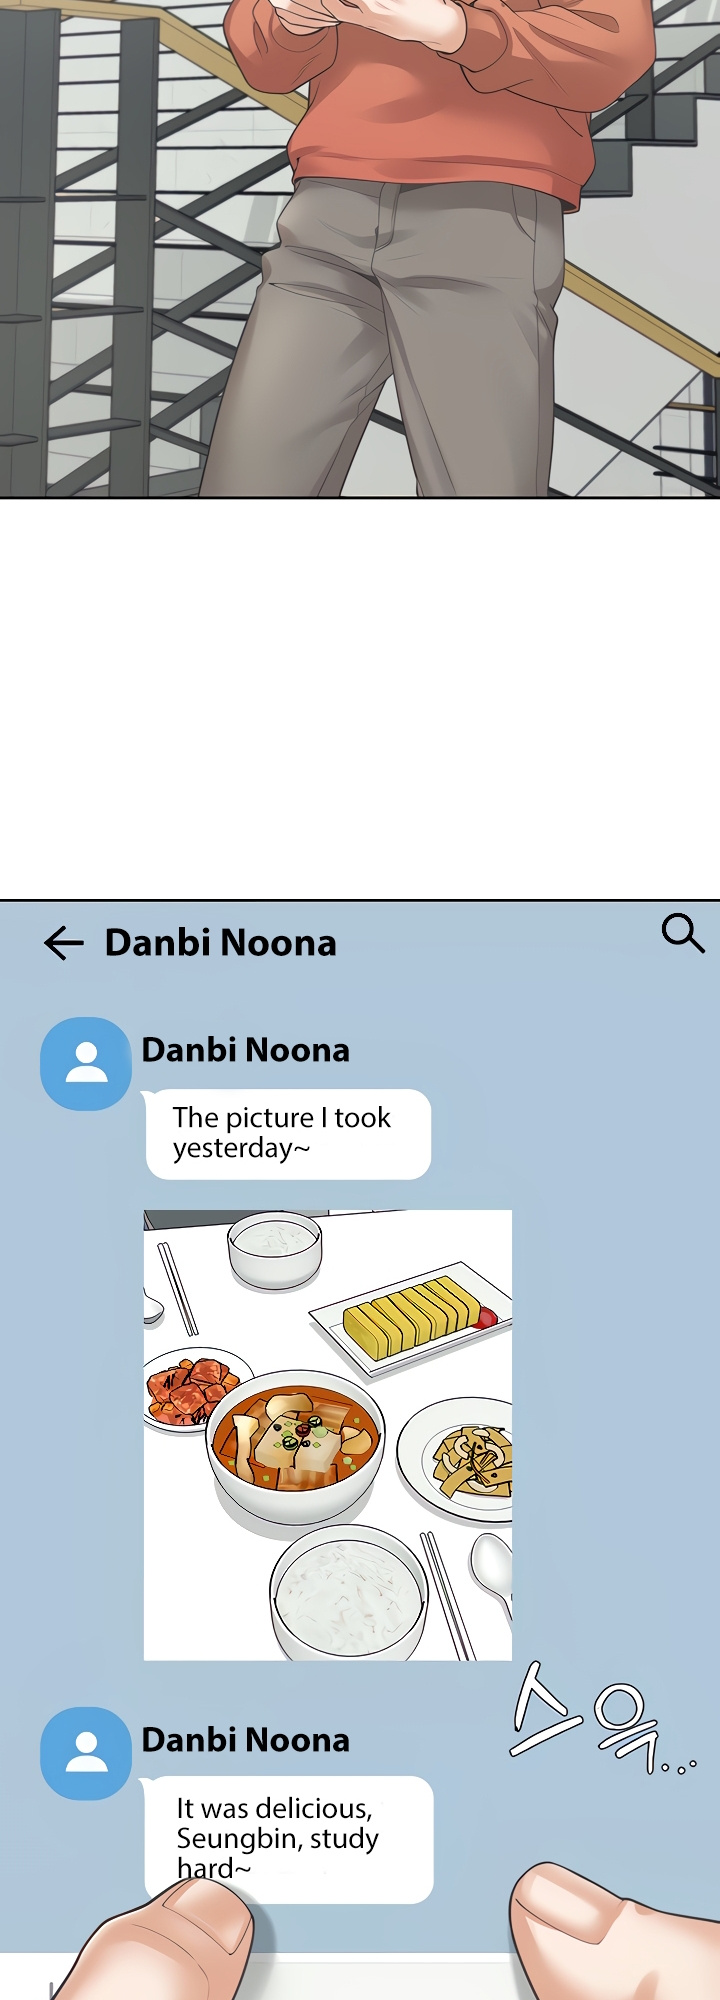 Danbi Noona
Danbi Noona
The picture I took
yesterday~
스윽...
Danbi Noona
It was delicious,
Seungbin, study
hard~